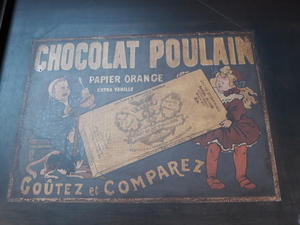 CHOCOLAT POULAIN
PAPIER ORANGE
EXTRA VANILLE
GOÛTEZ et COMPAREZ